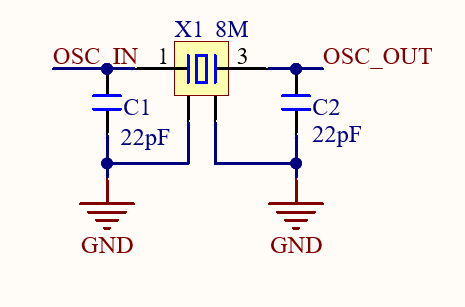 X1 8M
OSC_IN 1 3 OSC_OUT
C1 C2
22pF 22pF
GND GND